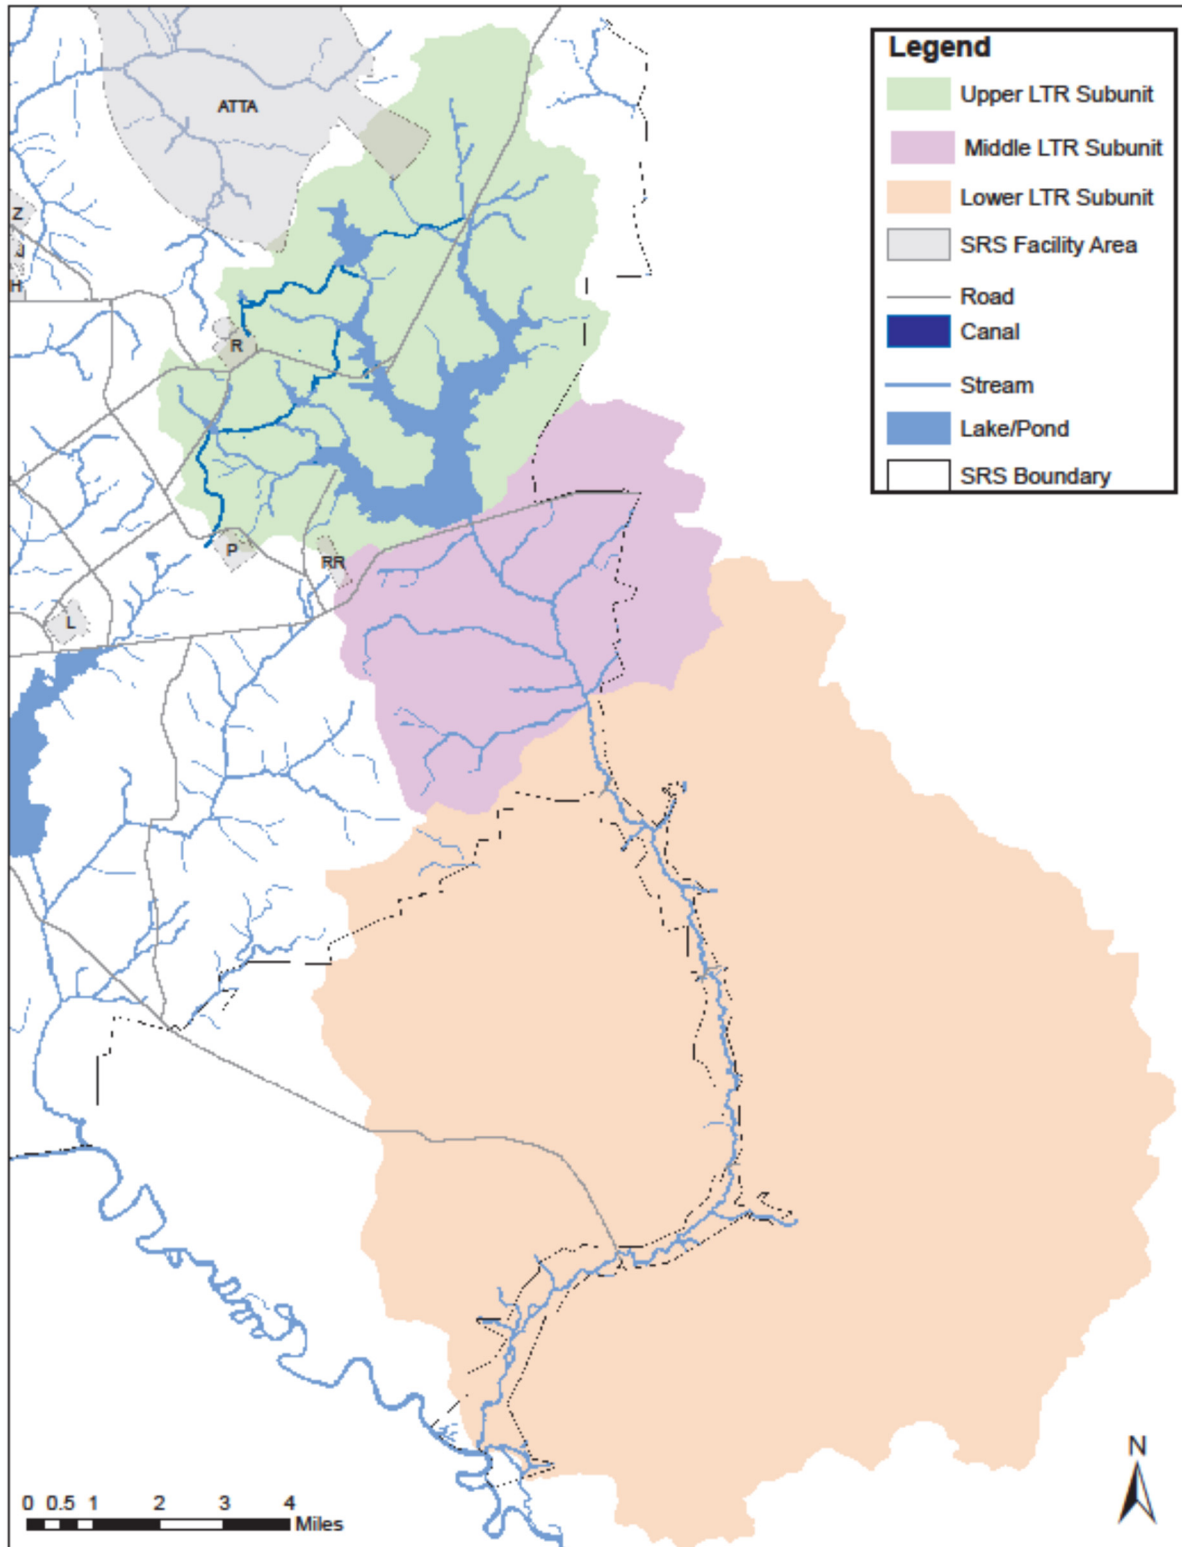 Legend
Upper LTR Subunit
Middle LTR Subunit
Lower LTR Subunit
SRS Facility Area
Road
Canal
Stream
Lake/Pond
SRS Boundary
ATTA
Z
H
R
P
RR
L
N
0 0.5 1 2 3 4
Miles